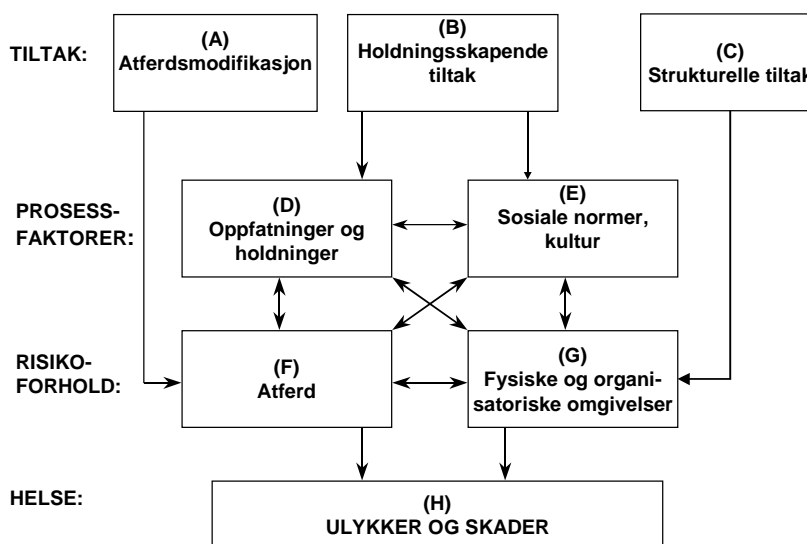 TILTAK:
(A)
Atferdsmodifikasjon
(B)
Holdningsskapende
tiltak
(C)
Strukturelle tiltak
PROSESS-
FAKTORER:
(D)
Oppfatninger og
holdninger
(E)
Sosiale normer,
kultur
RISIKO-
FORHOLD:
(F)
Atferd
(G)
Fysiske og organi-
satoriske omgivelser
HELSE:
(H)
ULYKKER OG SKADER